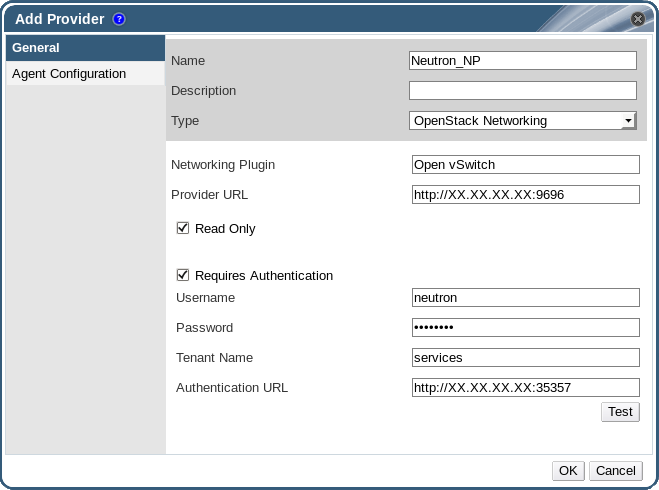 Add Provider ?
General
Agent Configuration
Name Neutron_NP
Description
Type OpenStack Networking
Networking Plugin Open vSwitch
Provider URL http://XX.XX.XX.XX:9696
Read Only
Requires Authentication
Username neutron
Password ••••••••
Tenant Name services
Authentication URL http://XX.XX.XX.XX:35357
Test
OK Cancel